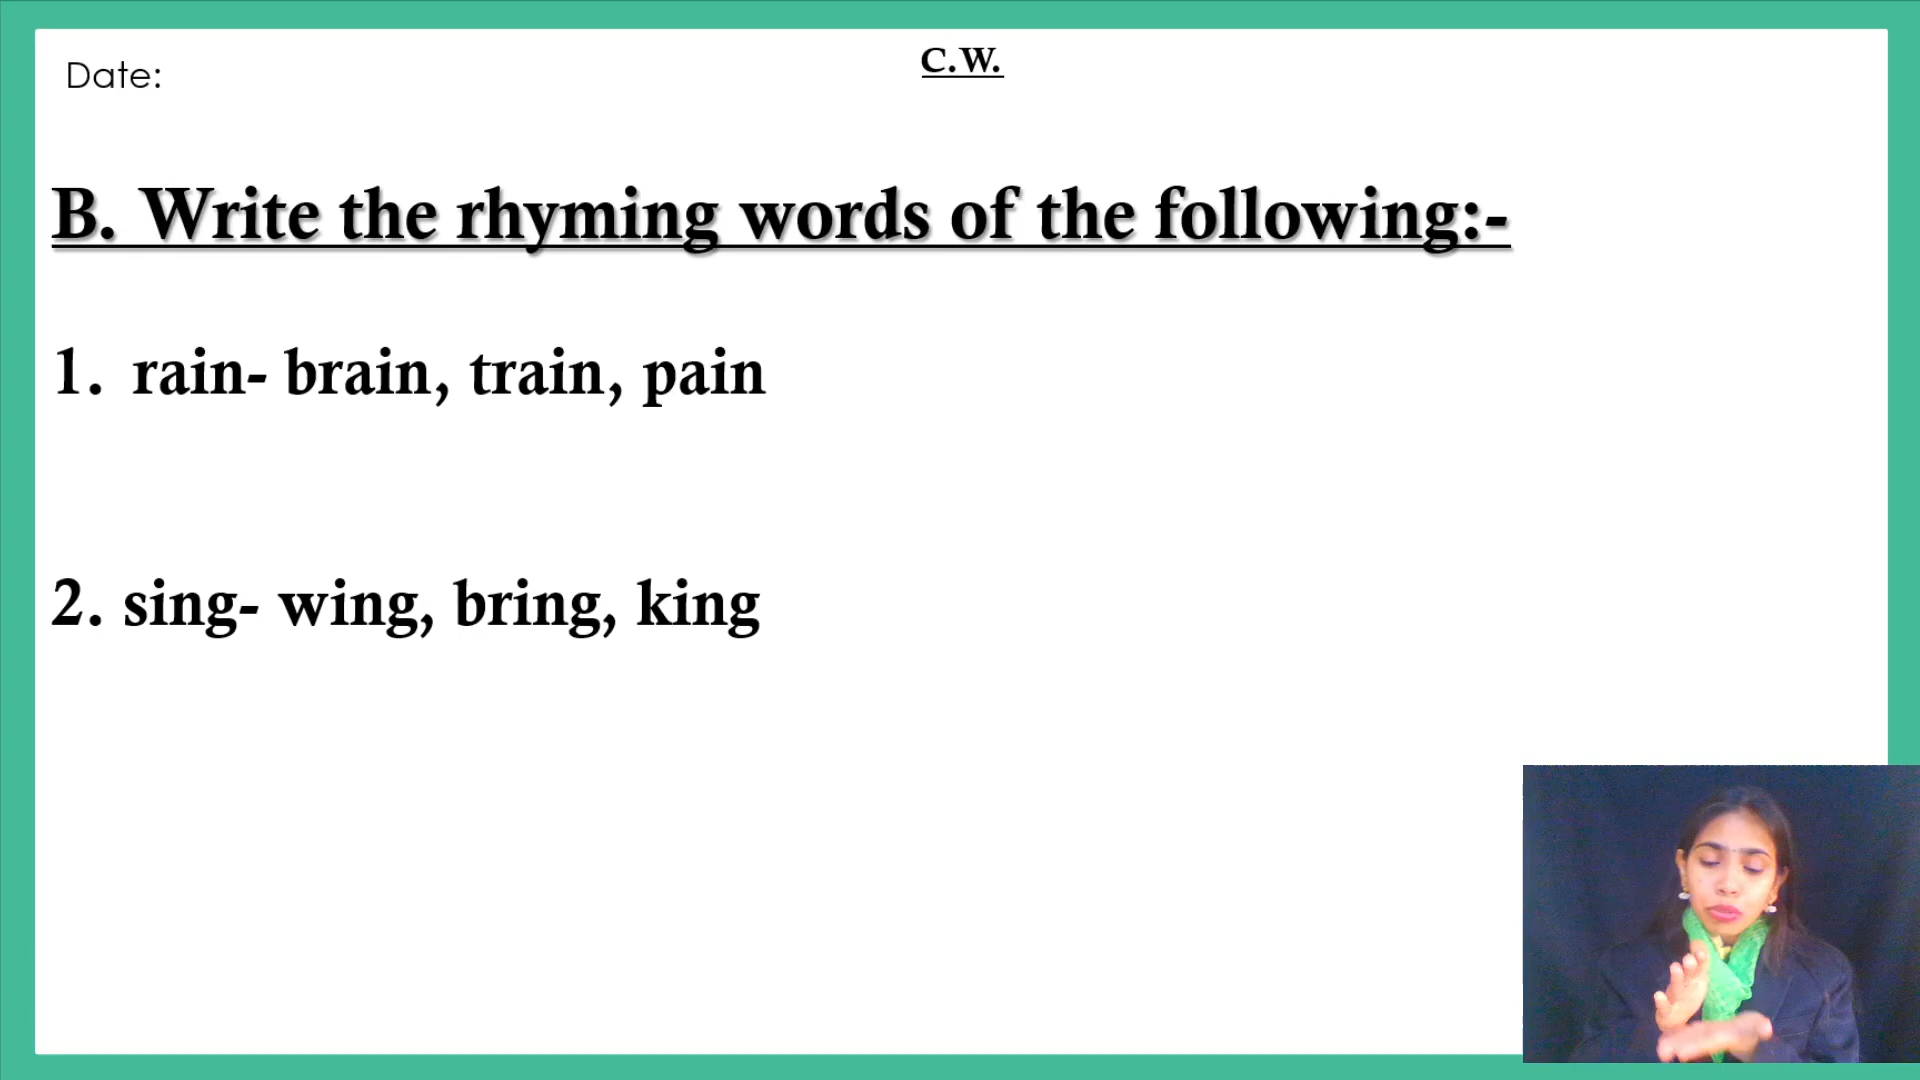 C.W.
Date:
B. Write the rhyming words of the following:-
1. rain- brain, train, pain
2. sing- wing, bring, king